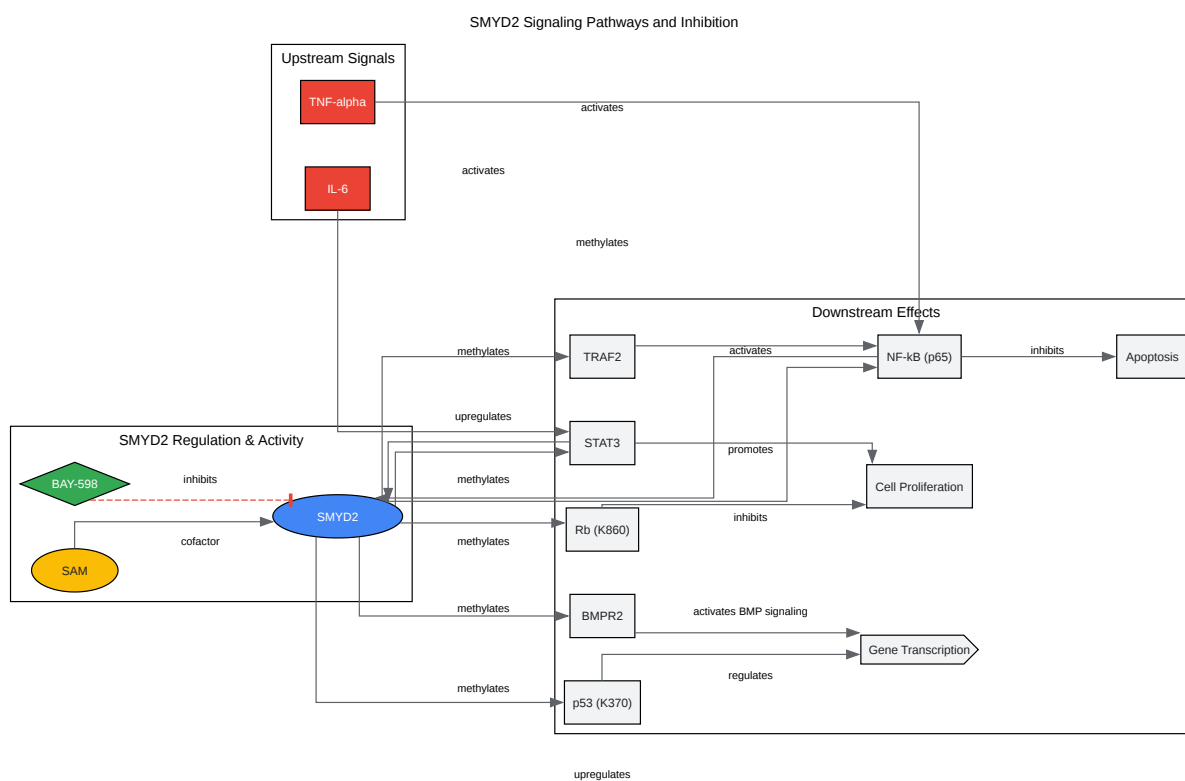 SMYD2 Signaling Pathways and Inhibition
Upstream Signals
TNF-alpha
activates
IL-6
activates
methylates
Downstream Effects
TRAF2
methylates
activates
NF-kB (p65)
inhibits
Apoptosis
upregulates
STAT3
promotes
SMYD2 Regulation & Activity
BAY-598
inhibits
methylates
Cell Proliferation
SMYD2
inhibits
Rb (K860)
cofactor
methylates
SAM
methylates
BMPR2
activates BMP signaling
Gene Transcription
regulates
methylates
p53 (K370)
upregulates